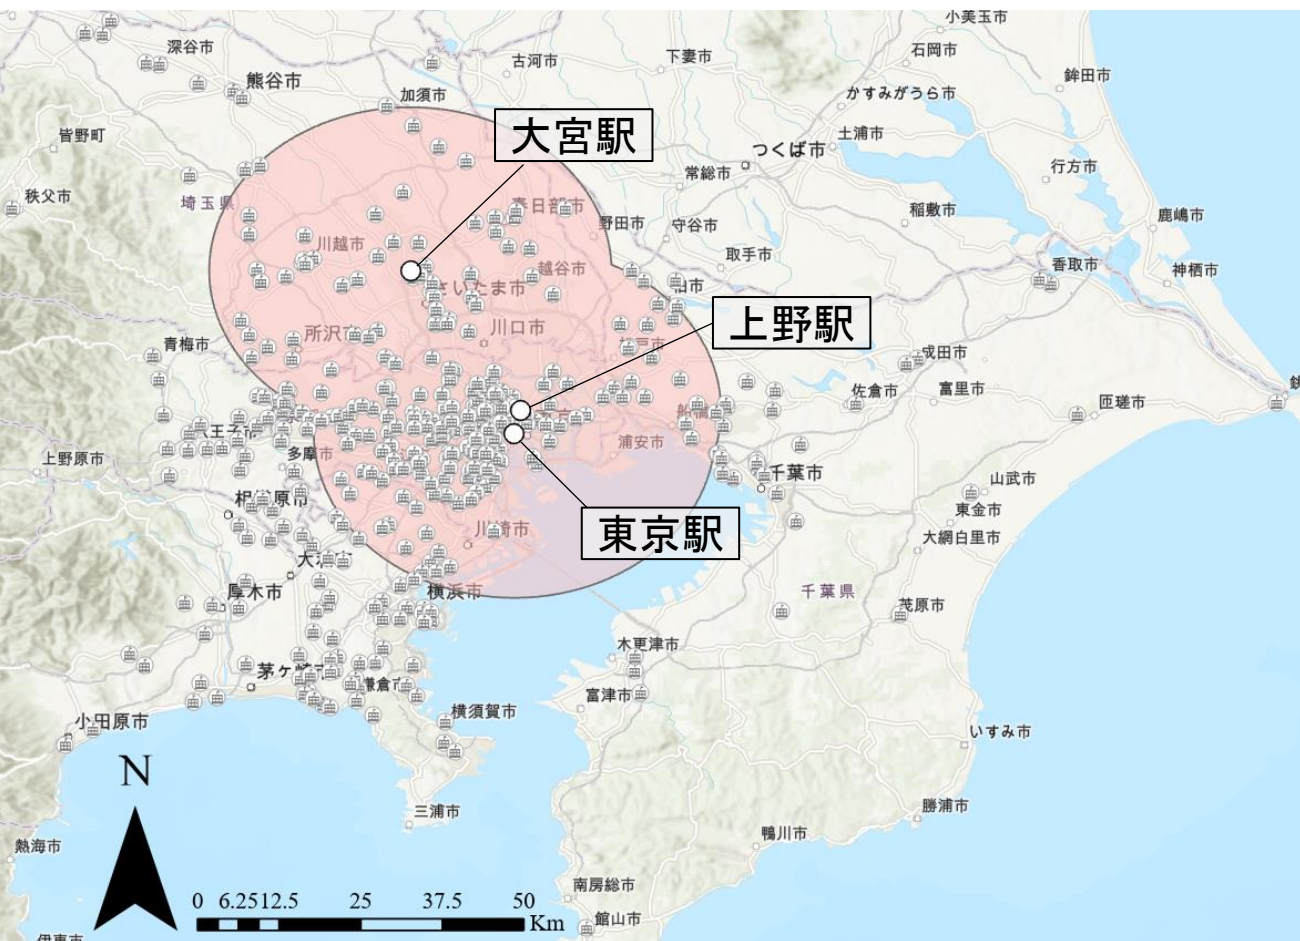 小美玉市
深谷市
石岡市
下妻市
古河市
熊谷市
鉾田市
加須市
かすみがうら市
大宮駅
皆野町
土浦市
つくば市
行方市
常総市
秩父市
埼玉県
春日部市
稲敷市
鹿嶋市
野田市
守谷市
川越市
取手市
香取市
神栖市
越谷市
さいたま市
上野駅
川口市
所沢市
青梅市
成田市
佐倉市
富里市
匝瑳市
浦安市
多摩市
上野原市
千葉市
山武市
東金市
川崎市
東京駅
大網白里市
厚木市
横浜市
千葉県
茂原市
木更津市
茅ヶ崎市
鎌倉市
富津市
横須賀市
小田原市
いすみ市
N
三浦市
勝浦市
鴨川市
熱海市
南房総市
0 6.25 12.5 25 37.5 50
Km
館山市
伊東市